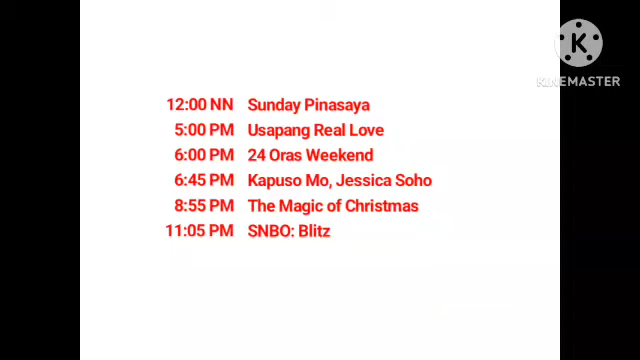 K
KINEMASTER
12:00 NN Sunday Pinasaya
5:00 PM Usapang Real Love
6:00 PM 24 Oras Weekend
6:45 PM Kapuso Mo, Jessica Soho
8:55 PM The Magic of Christmas
11:05 PM SNBO: Blitz